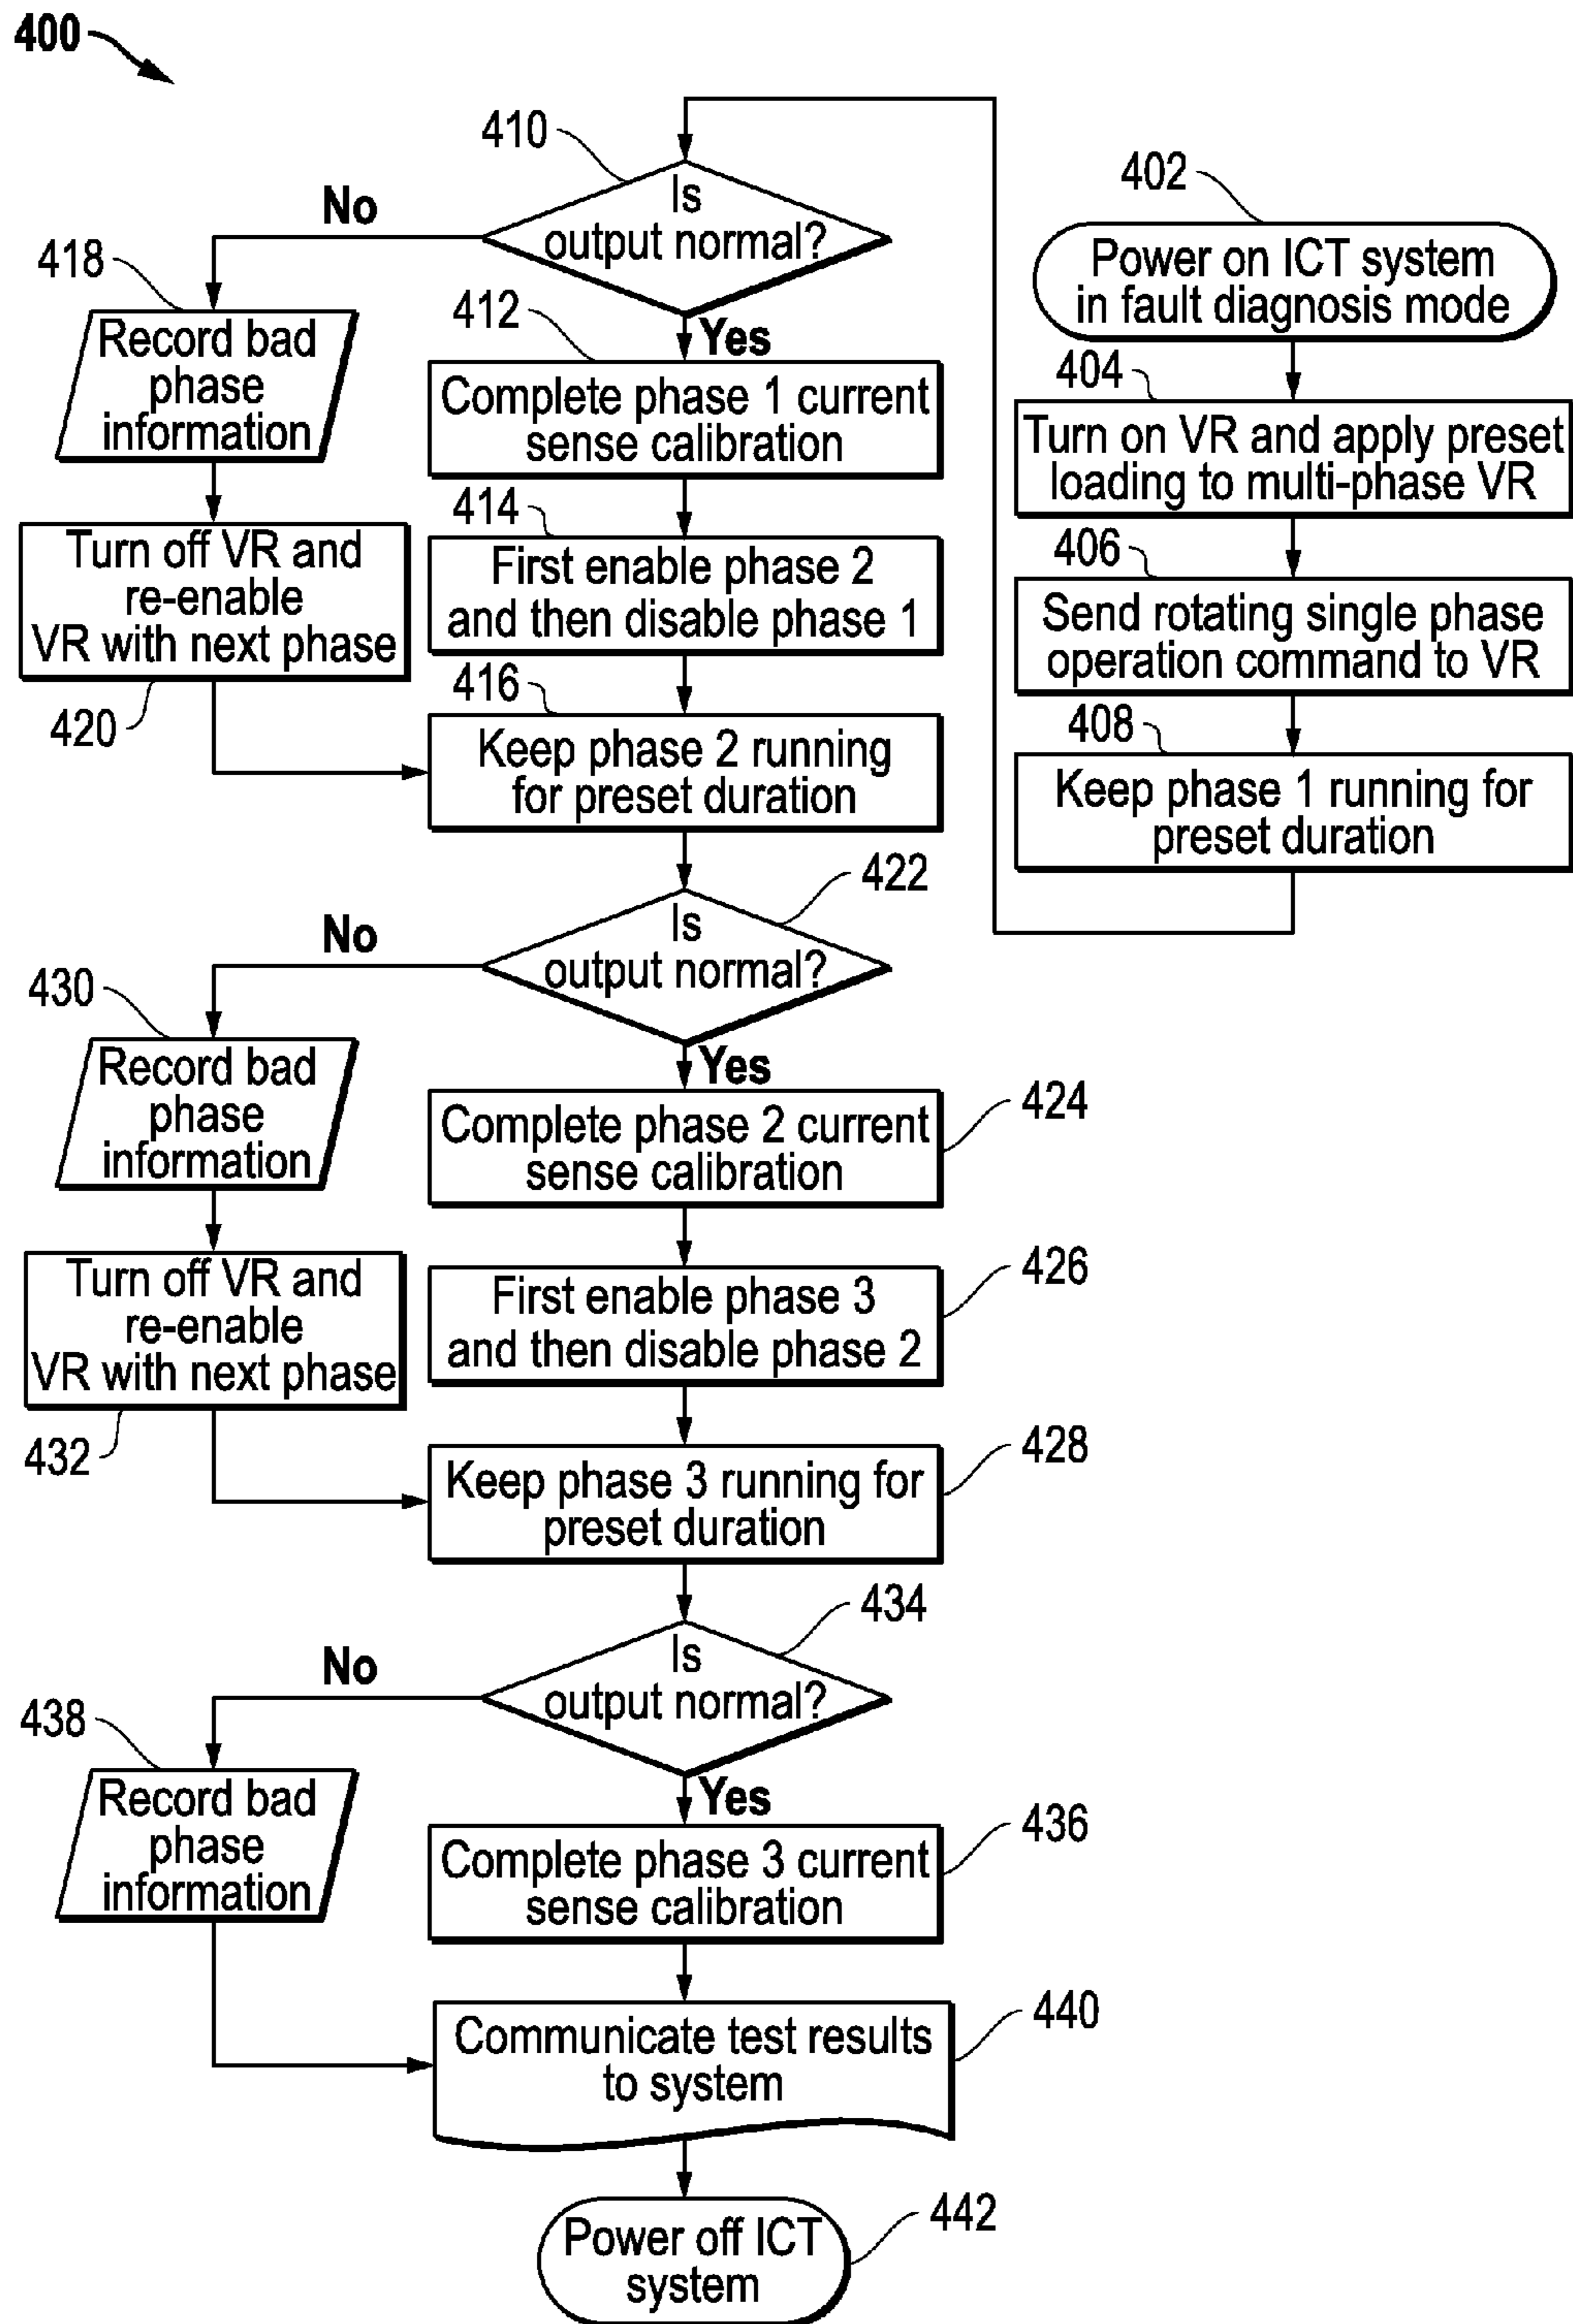 400
402
Power on ICT system
in fault diagnosis mode
404
Turn on VR and apply preset
loading to multi-phase VR
406
Send rotating single phase
operation command to VR
408
Keep phase 1 running for
preset duration
410
Is
output normal?
No
Yes
418
Record bad
phase
information
412
Complete phase 1 current
sense calibration
414
First enable phase 2
and then disable phase 1
Turn off VR and
re-enable
VR with next phase
420
416
Keep phase 2 running
for preset duration
422
Is
output normal?
No
Yes
430
Record bad
phase
information
424
Complete phase 2 current
sense calibration
426
First enable phase 3
and then disable phase 2
Turn off VR and
re-enable
VR with next phase
432
428
Keep phase 3 running for
preset duration
434
Is
output normal?
No
Yes
438
Record bad
phase
information
436
Complete phase 3 current
sense calibration
440
Communicate test results
to system
442
Power off ICT
system